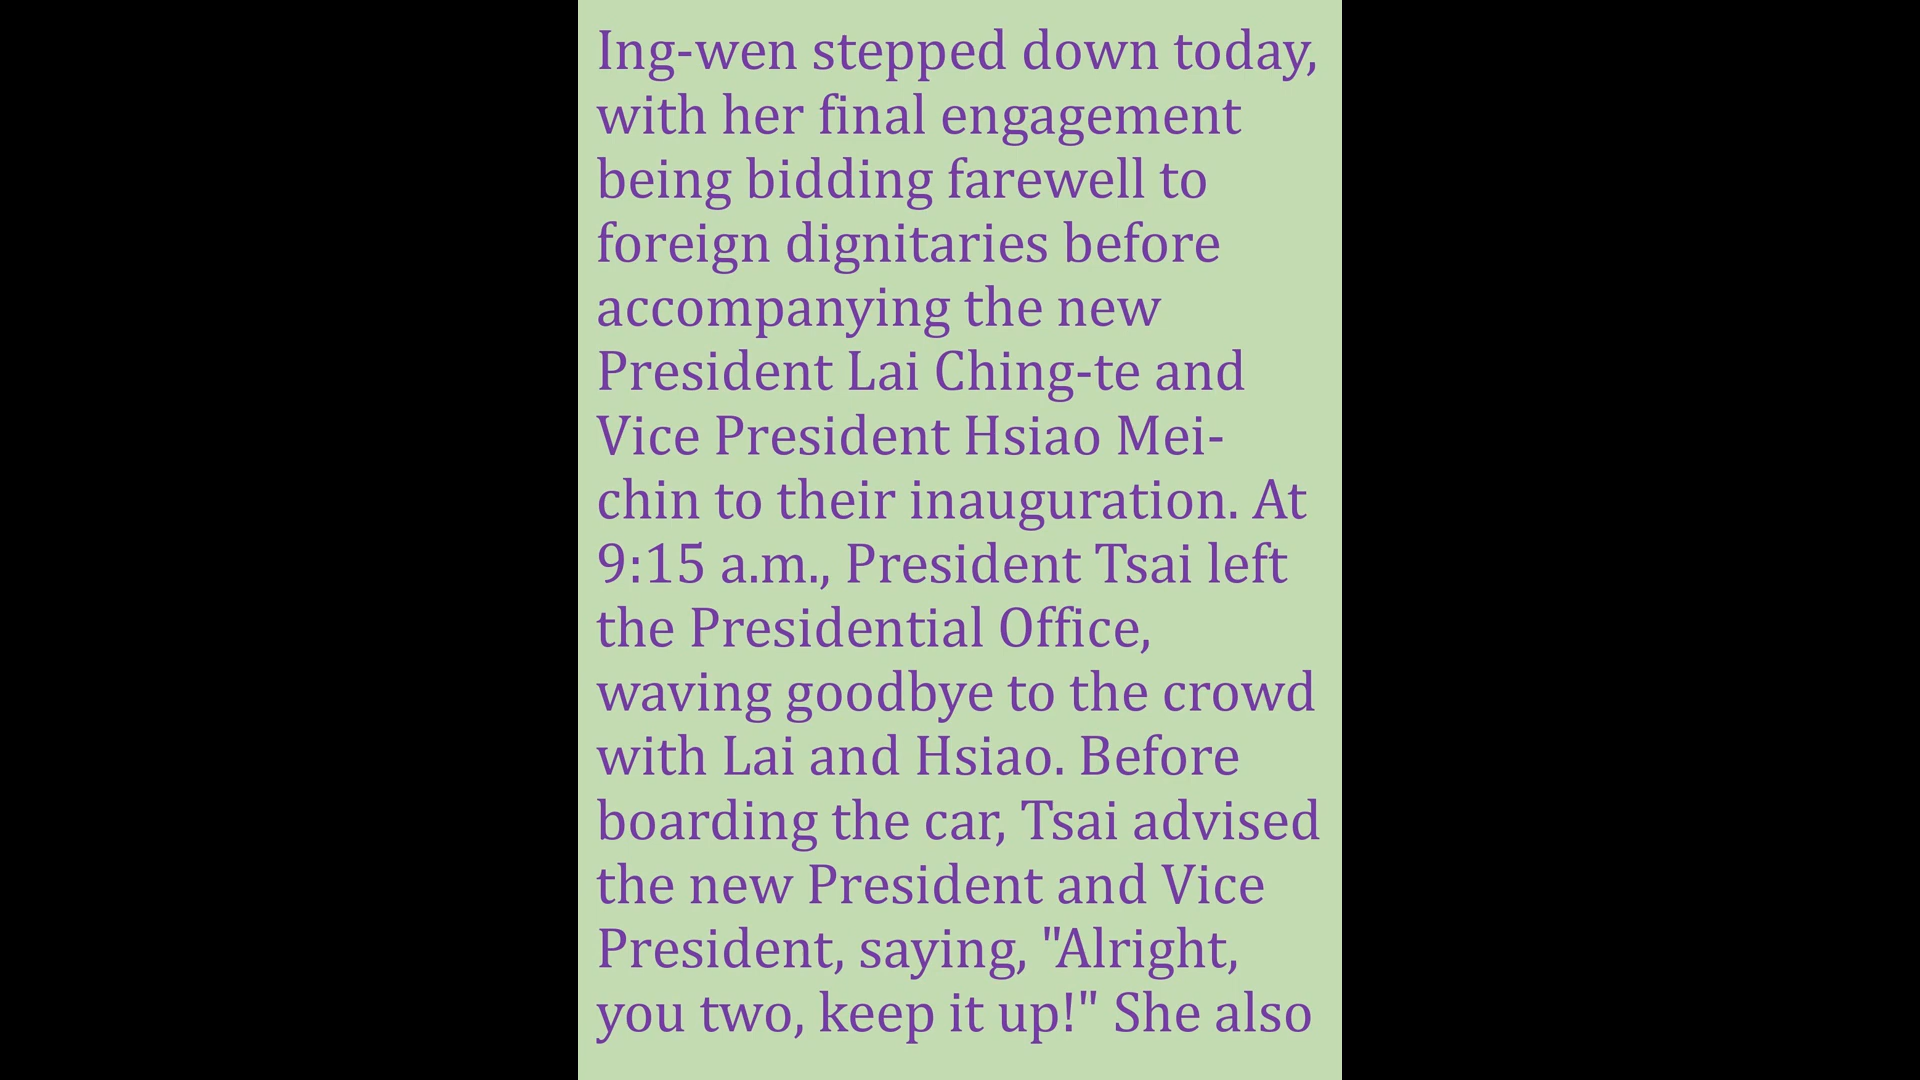 Ing-wen stepped down today,
with her final engagement
being bidding farewell to
foreign dignitaries before
accompanying the new
President Lai Ching-te and
Vice President Hsiao Mei-
chin to their inauguration. At
9:15 a.m., President Tsai left
the Presidential Office,
waving goodbye to the crowd
with Lai and Hsiao. Before
boarding the car, Tsai advised
the new President and Vice
President, saying, "Alright,
you two, keep it up!" She also